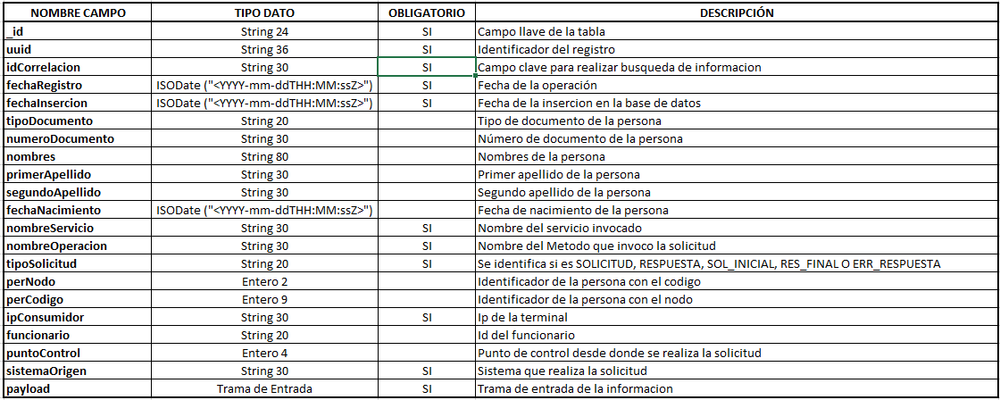 NOMBRE CAMPO TIPO DATO OBLIGATORIO DESCRIPCIÓN
_id String 24 SI Campo llave de la tabla
uuid String 36 SI Identificador del registro
idCorrelacion String 30 SI Campo clave para realizar busqueda de informacion
fechaRegistro ISODate ("<YYYY-mm-ddTHH:MM:ssZ>") SI Fecha de la operación
fechaInsercion ISODate ("<YYYY-mm-ddTHH:MM:ssZ>") SI Fecha de la insercion en la base de datos
tipoDocumento String 20 Tipo de documento de la persona
numeroDocumento String 30 Número de documento de la persona
nombres String 80 Nombres de la persona
primerApellido String 30 Primer apellido de la persona
segundoApellido String 30 Segundo apellido de la persona
fechaNacimiento ISODate ("<YYYY-mm-ddTHH:MM:ssZ>") Fecha de nacimiento de la persona
nombreServicio String 30 SI Nombre del servicio invocado
nombreOperacion String 30 SI Nombre del Metodo que invoco la solicitud
tipoSolicitud String 20 SI Se identifica si es SOLICITUD, RESPUESTA, SOL_INICIAL, RES_FINAL O ERR_RESPUESTA
perNodo Entero 2 Identificador de la persona con el codigo
perCodigo Entero 9 Identificador de la persona con el nodo
ipConsumidor String 30 SI Ip de la terminal
funcionario String 20 Id del funcionario
puntoControl Entero 4 Punto de control desde donde se realiza la solicitud
sistemaOrigen String 30 SI Sistema que realiza la solicitud
payload Trama de Entrada SI Trama de entrada de la informacion